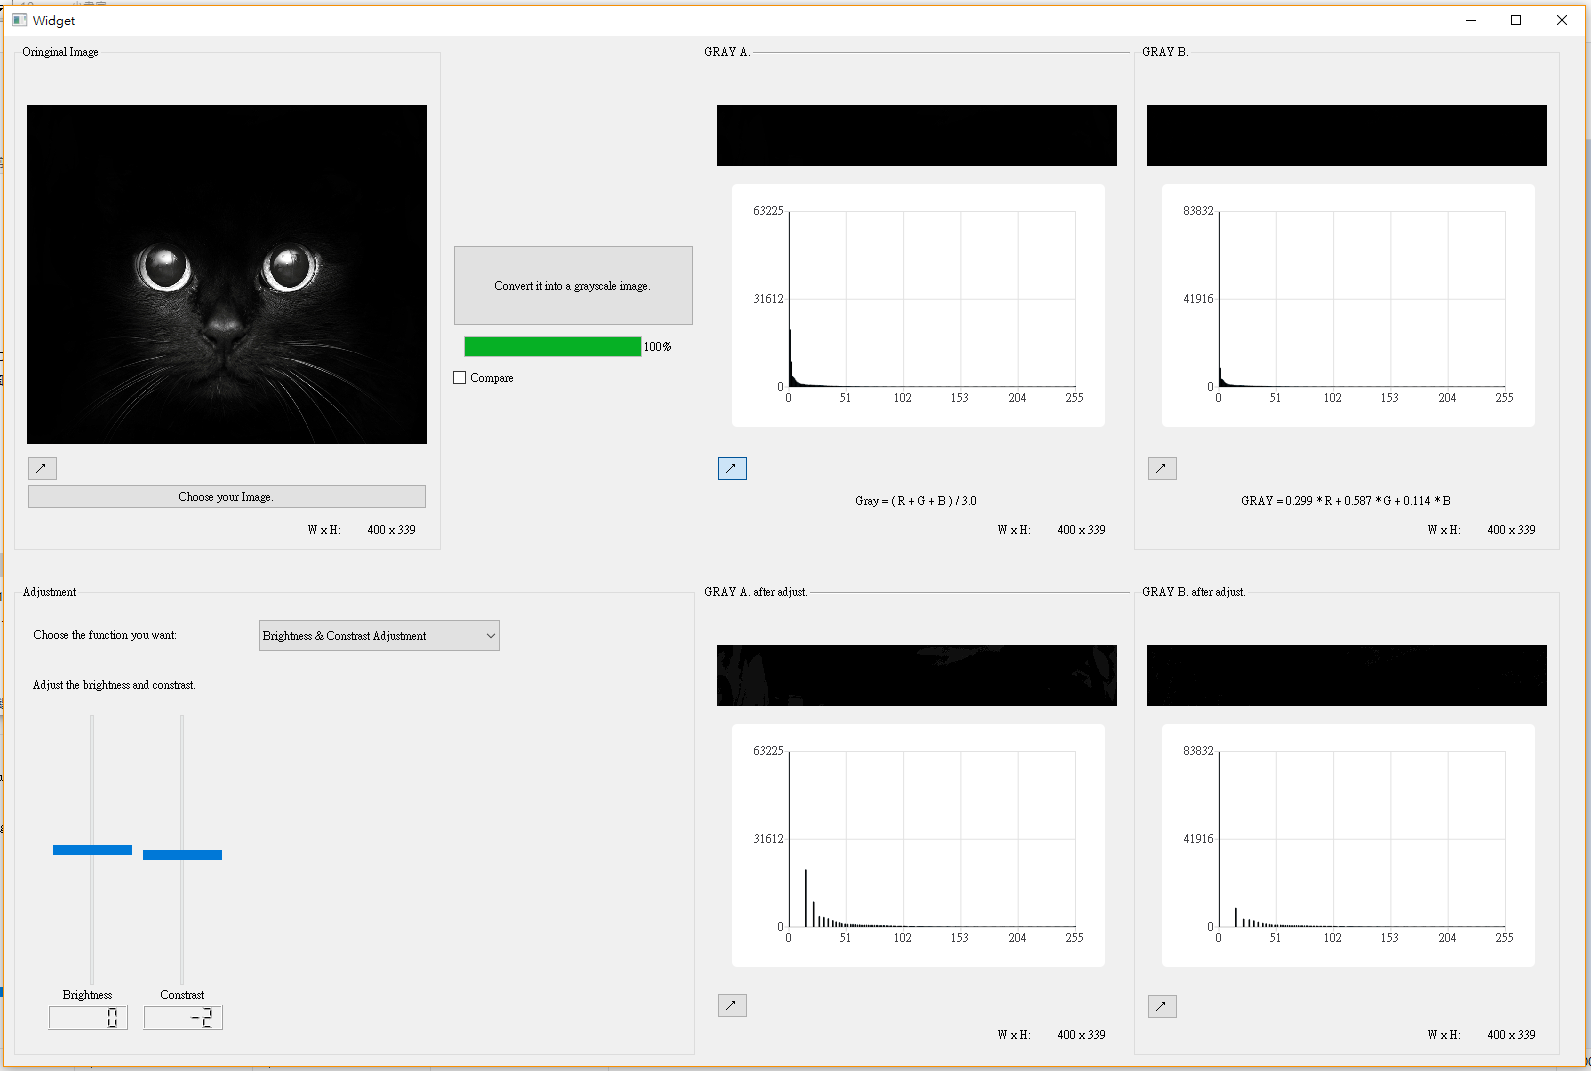 Widget
Oringinal Image
Choose your Image.
W x H: 400 x 339
Convert it into a grayscale image.
100%
Compare
GRAY A.
63225
31612
0
0 51 102 153 204 255
Gray = ( R + G + B ) / 3.0
W x H: 400 x 339
GRAY B.
83832
41916
0
0 51 102 153 204 255
GRAY = 0.299 * R + 0.587 * G + 0.114 * B
W x H: 400 x 339
Adjustment
Choose the function you want:
Brightness & Constrast Adjustment
Adjust the brightness and constrast.
Brightness Constrast
0 -2
GRAY A. after adjust.
63225
31612
0
0 51 102 153 204 255
W x H: 400 x 339
GRAY B. after adjust.
83832
41916
0
0 51 102 153 204 255
W x H: 400 x 339